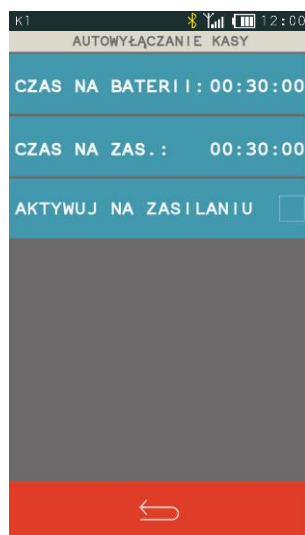 K1 12:00
AUTOWYŁĄCZANIE KASY
CZAS NA BATERII: 00:30:00
CZAS NA ZAS.: 00:30:00
AKTYWUJ NA ZASILANIU